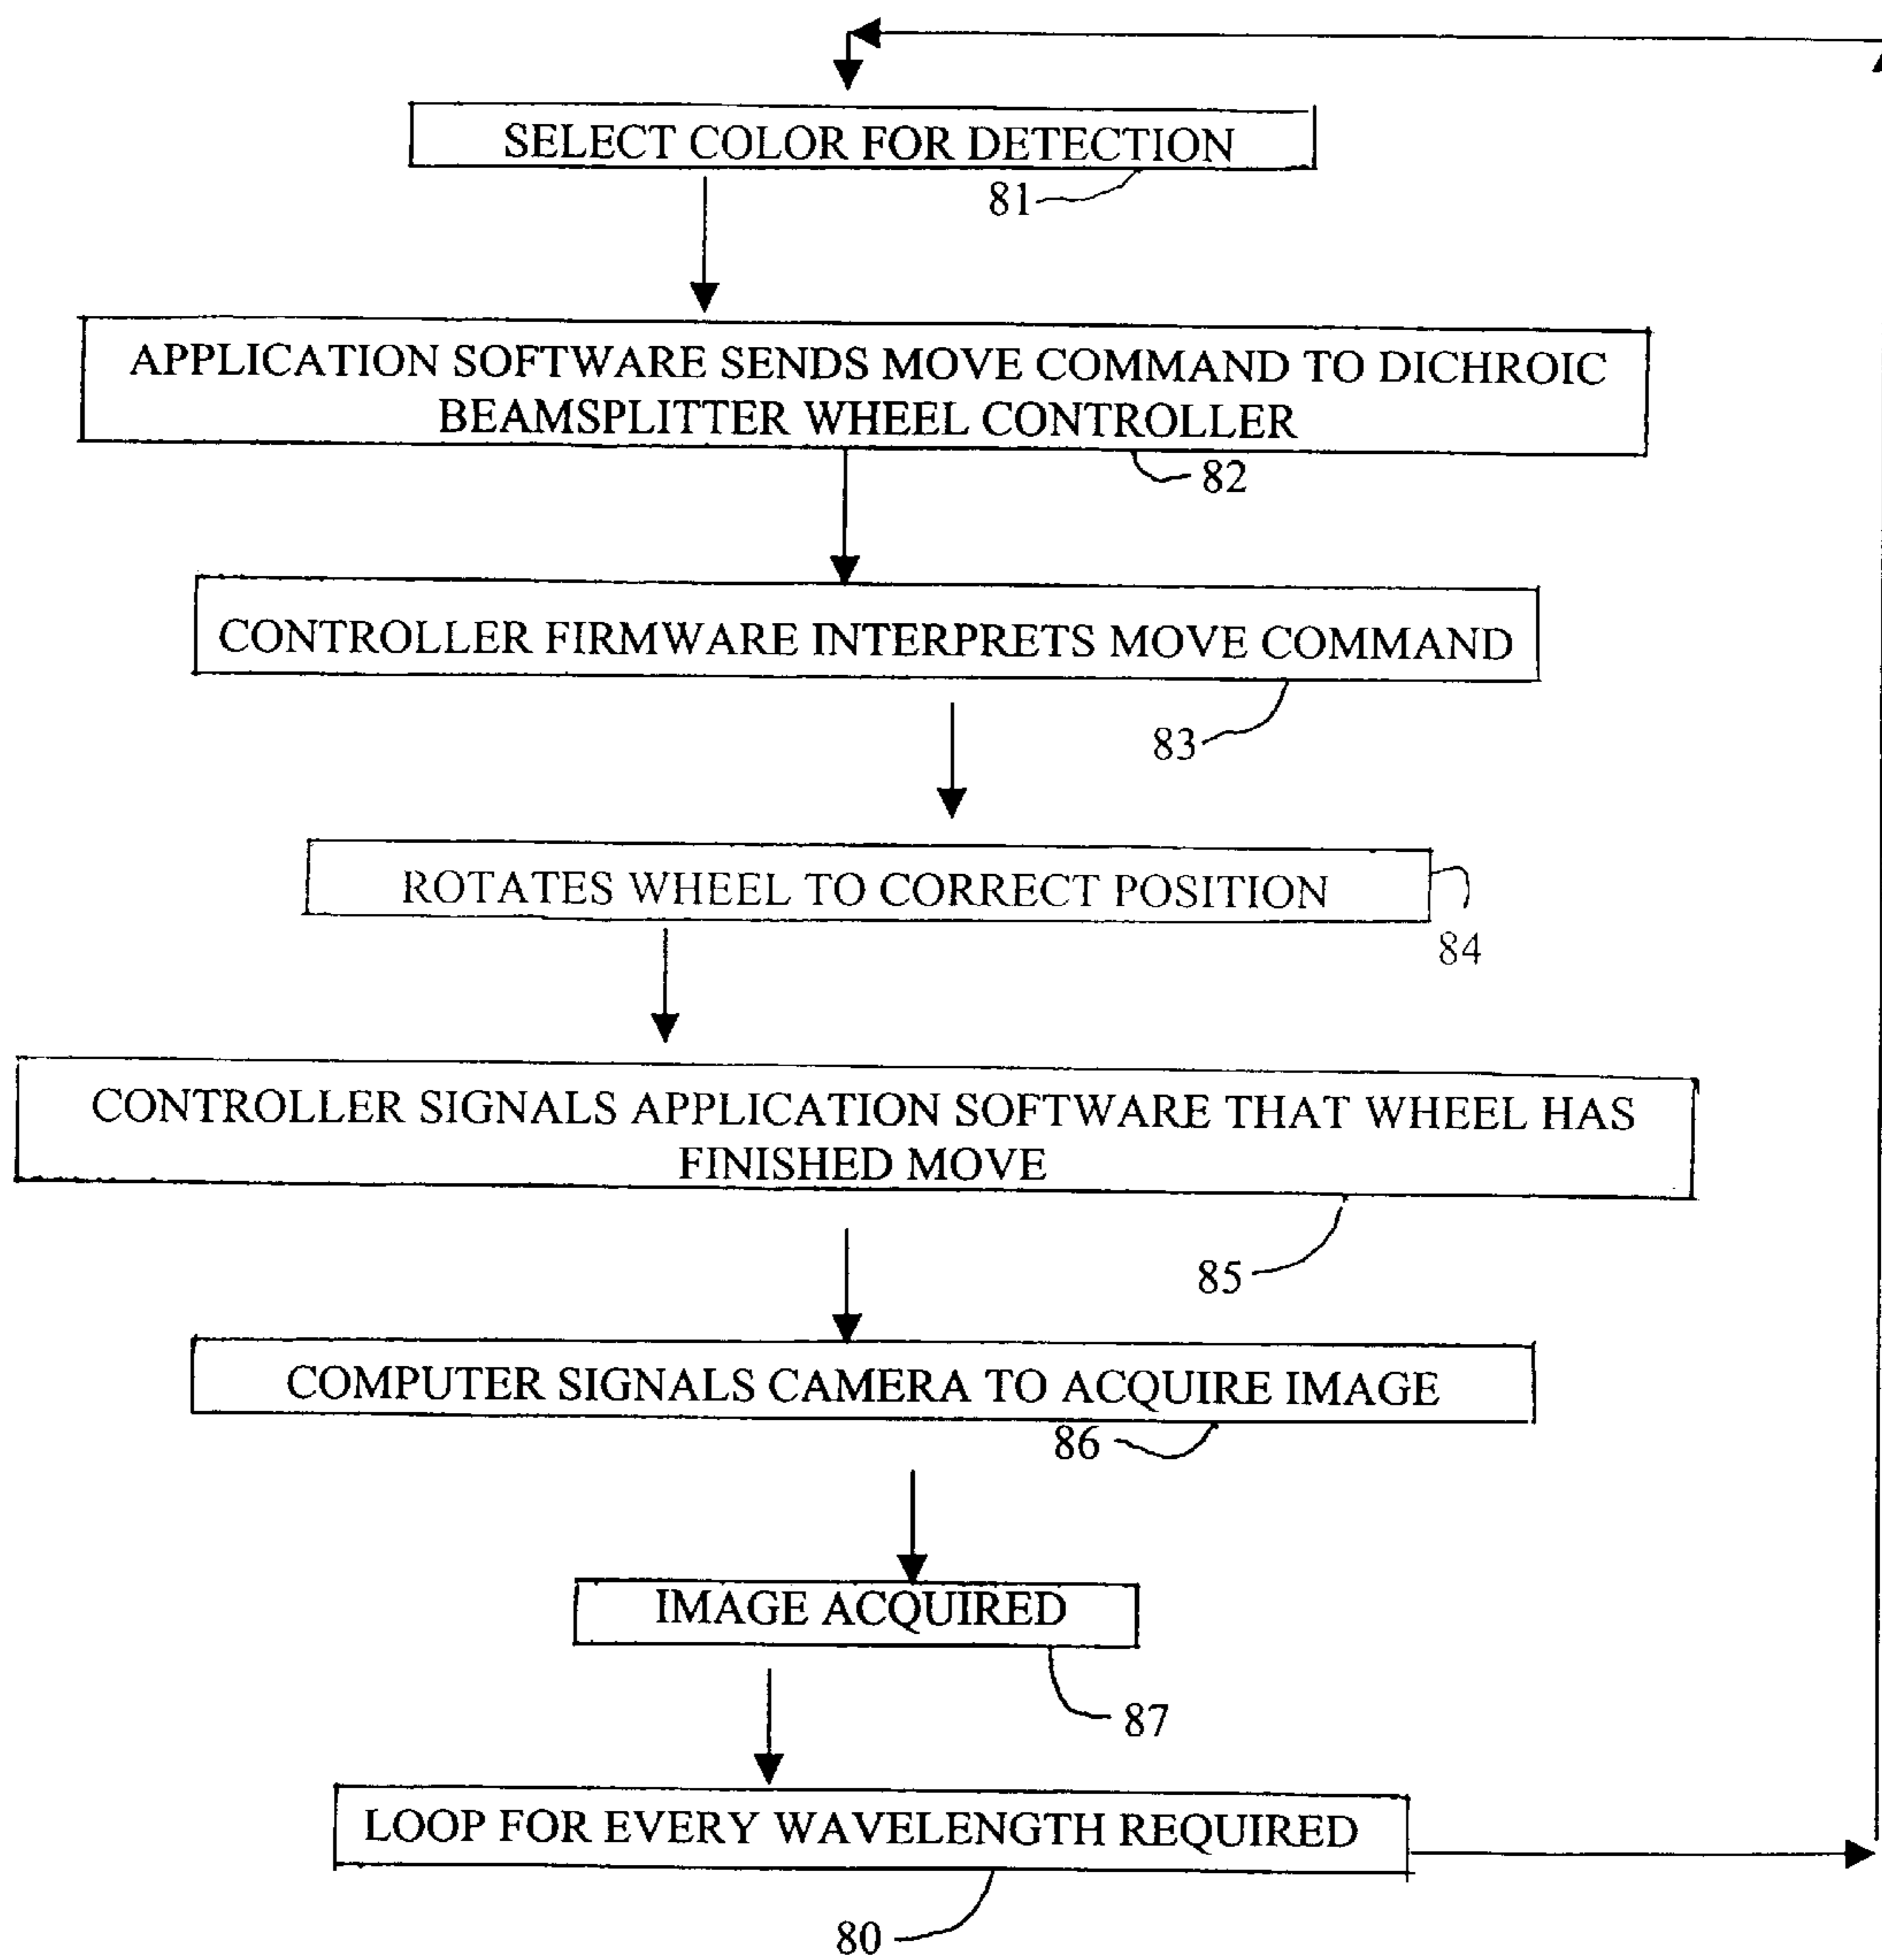 SELECT COLOR FOR DETECTION
81
APPLICATION SOFTWARE SENDS MOVE COMMAND TO DICHROIC
BEAMSPLITTER WHEEL CONTROLLER
82
CONTROLLER FIRMWARE INTERPRETS MOVE COMMAND
83
ROTATES WHEEL TO CORRECT POSITION
84
CONTROLLER SIGNALS APPLICATION SOFTWARE THAT WHEEL HAS
FINISHED MOVE
85
COMPUTER SIGNALS CAMERA TO ACQUIRE IMAGE
86
IMAGE ACQUIRED
87
LOOP FOR EVERY WAVELENGTH REQUIRED
80